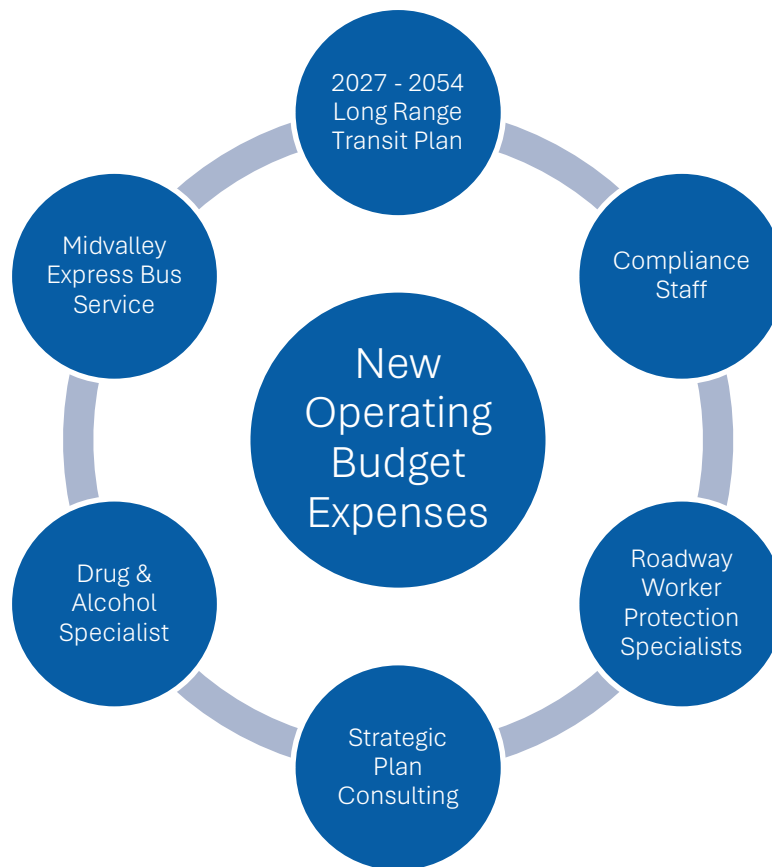 2027 - 2054
Long Range
Transit Plan
Midvalley
Express Bus
Service
Compliance
Staff
New
Operating
Budget
Expenses
Drug &
Alcohol
Specialist
Roadway
Worker
Protection
Specialists
Strategic
Plan
Consulting